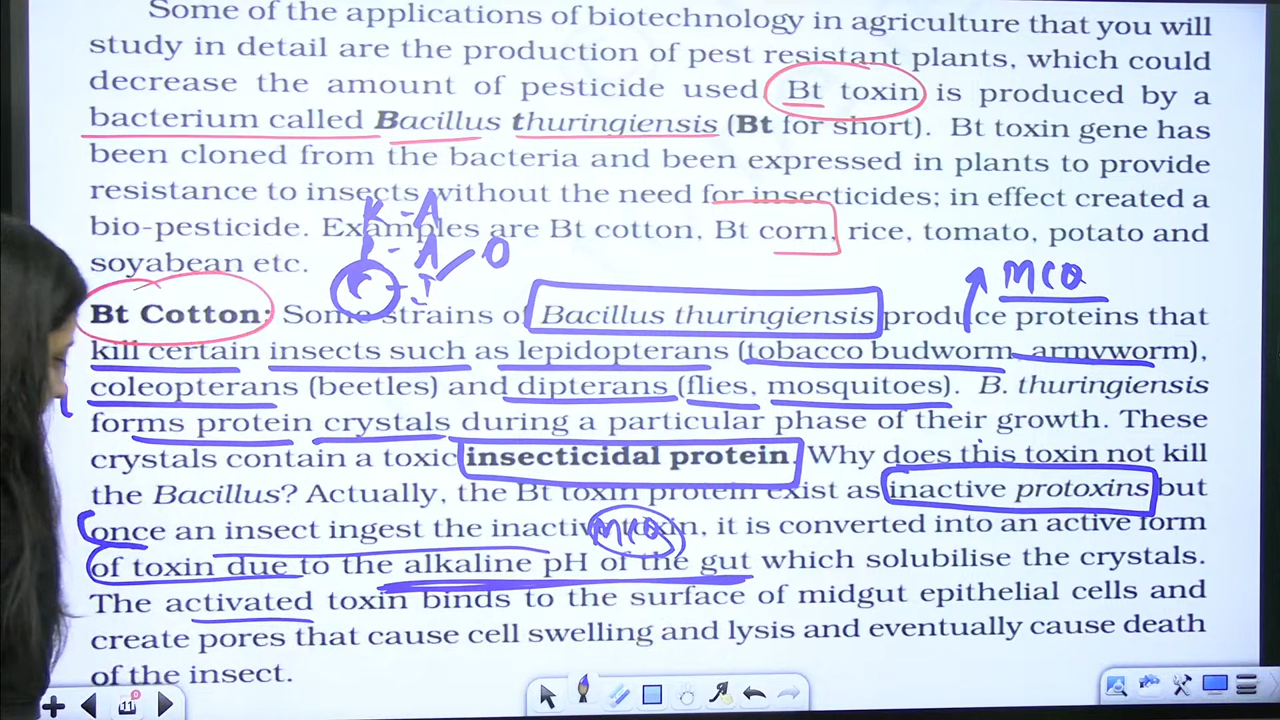 Some of the applications of biotechnology in agriculture that you will
study in detail are the production of pest resistant plants, which could
decrease the amount of pesticide used Bt toxin is produced by a
bacterium called Bacillus thuringiensis (Bt for short). Bt toxin gene has
been cloned from the bacteria and been expressed in plants to provide
resistance to insects without the need for insecticides; in effect created a
bio-pesticide. Examples are Bt cotton, Bt corn, rice, tomato, potato and
soyabean etc.
K - A
- A
- I O
MCQ
Bt Cotton: Some strains of Bacillus thuringiensis produce proteins that
kill certain insects such as lepidopterans (tobacco budworm, armyworm),
coleopterans (beetles) and dipterans (flies, mosquitoes). B. thuringiensis
forms protein crystals during a particular phase of their growth. These
crystals contain a toxic insecticidal protein. Why does this toxin not kill
the Bacillus? Actually, the Bt toxin protein exist as inactive protoxins but
once an insect ingest the inactive toxin, it is converted into an active form
MCQ
of toxin due to the alkaline pH of the gut which solubilise the crystals.
The activated toxin binds to the surface of midgut epithelial cells and
create pores that cause cell swelling and lysis and eventually cause death
of the insect.
11
0